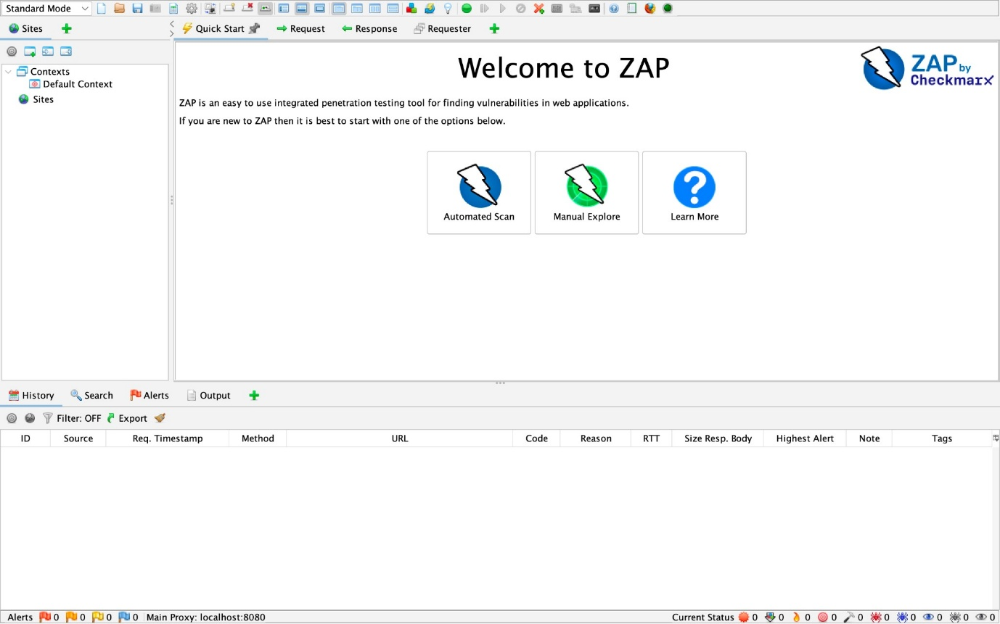 Standard Mode
Sites
Quick Start
Request
Response
Requester
Contexts
Default Context
Sites
Welcome to ZAP
ZAP by
Checkmarx
ZAP is an easy to use integrated penetration testing tool for finding vulnerabilities in web applications.
If you are new to ZAP then it is best to start with one of the options below.
Automated Scan
Manual Explore
Learn More
History
Search
Alerts
Output
Filter: OFF
Export
ID Source Req. Timestamp Method URL Code Reason RTT Size Resp. Body Highest Alert Note Tags
Alerts 0 0 0 0 Main Proxy: localhost:8080 Current Status 0 0 0 0 0 0 0 0 0 0